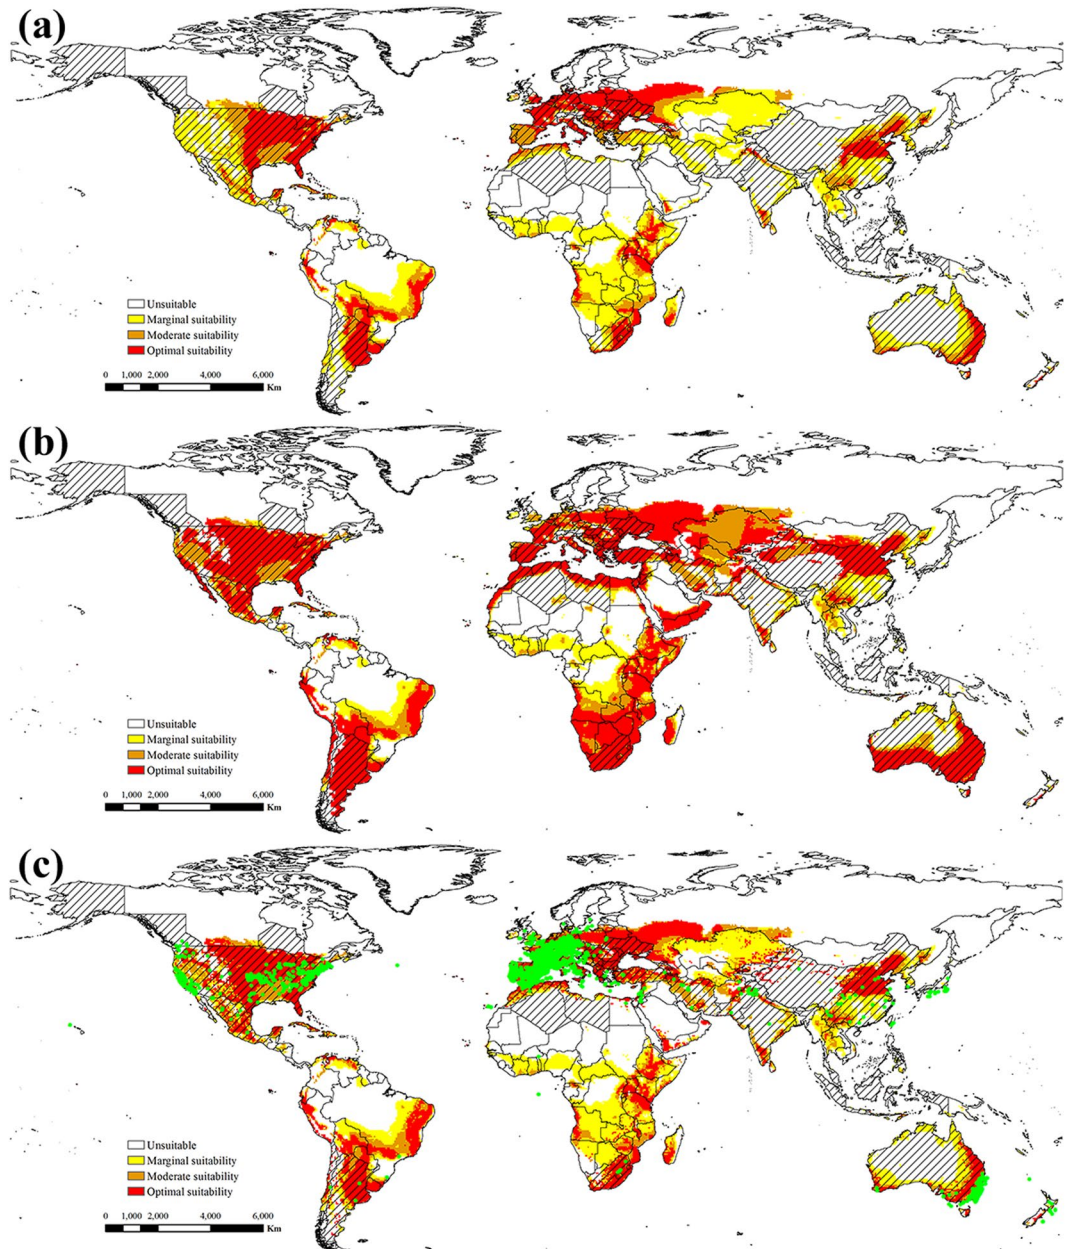 (a)
Unsuitable
Marginal suitability
Moderate suitability
Optimal suitability
0 1,000 2,000 4,000 6,000
Km
(b)
Unsuitable
Marginal suitability
Moderate suitability
Optimal suitability
0 1,000 2,000 4,000 6,000
Km
(c)
Unsuitable
Marginal suitability
Moderate suitability
Optimal suitability
0 1,000 2,000 4,000 6,000
Km